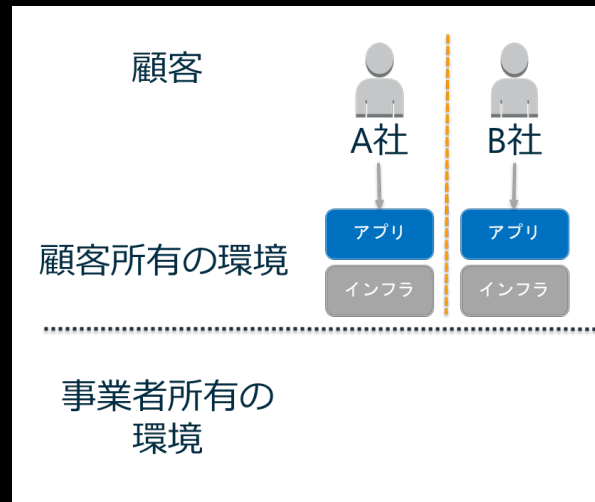 顧客
A社
B社
アプリ
アプリ
顧客所有の環境
インフラ
インフラ
事業者所有の
環境